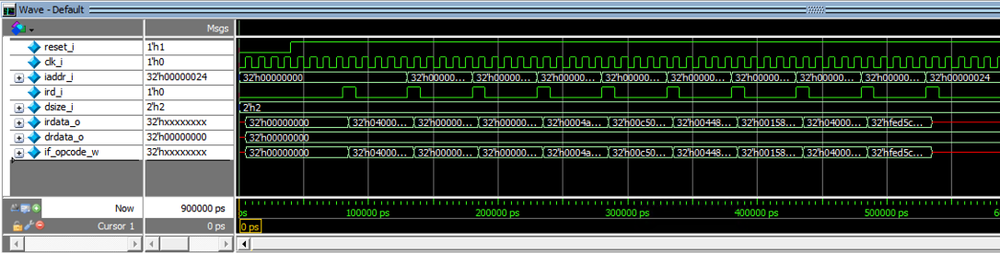 Wave - Default
Msgs
reset_i 1'h1
clk_i 1'h0
iaddr_i 32'h00000024 32'h00000000 32'h00000... 32'h00000... 32'h00000... 32'h00000... 32'h00000... 32'h00000... 32'h00000... 32'h00000... 32'h00000024
ird_i 1'h0
dsize_i 2'h2 2'h2
irdata_o 32'hxxxxxxxx 32'h00000000 32'h04000... 32'h00000... 32'h00000... 32'h0004a... 32'h00c50... 32'h00448... 32'h00158... 32'h04000... 32'hfed5c...
drdata_o 32'h00000000 32'h00000000
if_opcode_w 32'hxxxxxxxx 32'h00000000 32'h04000... 32'h00000... 32'h00000... 32'h0004a... 32'h00c50... 32'h00448... 32'h00158... 32'h04000... 32'hfed5c...
Now 900000 ps ps 100000 ps 200000 ps 300000 ps 400000 ps 500000 ps 6
Cursor 1 0 ps 0 ps